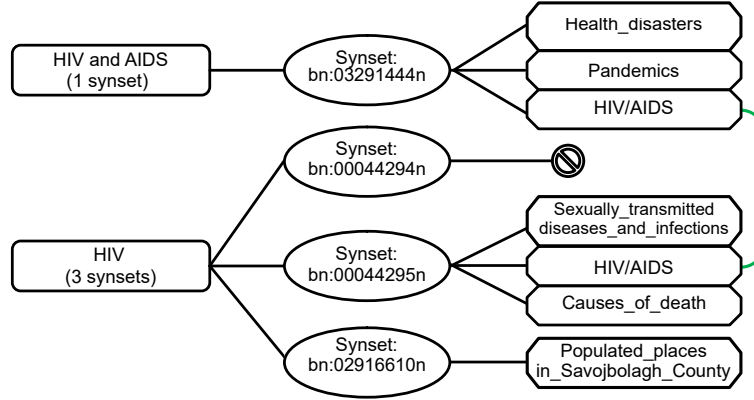 HIV and AIDS
(1 synset)
Synset:
bn:03291444n
Health_disasters
Pandemics
HIV/AIDS
HIV
(3 synsets)
Synset:
bn:00044294n
Synset:
bn:00044295n
Sexually_transmitted
diseases_and_infections
HIV/AIDS
Causes_of_death
Synset:
bn:02916610n
Populated_places
in_Savojbolagh_County